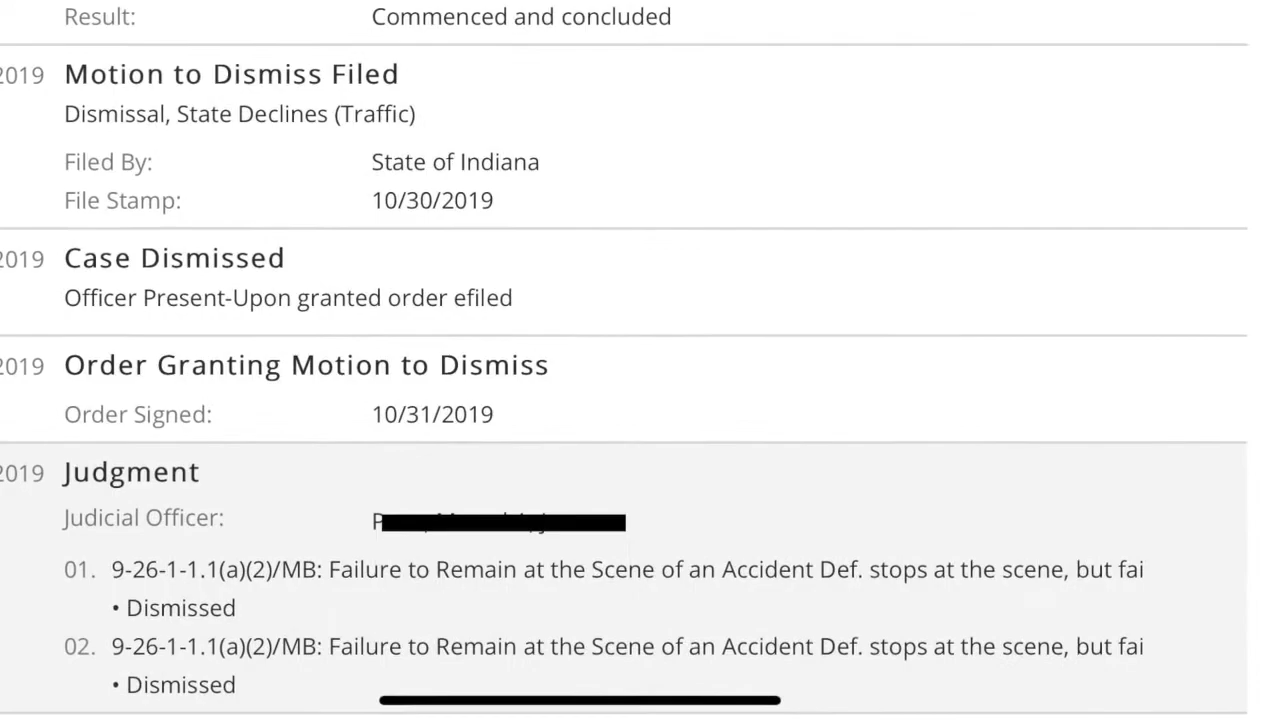 Result: Commenced and concluded
2019 Motion to Dismiss Filed
Dismissal, State Declines (Traffic)
Filed By: State of Indiana
File Stamp: 10/30/2019
2019 Case Dismissed
Officer Present-Upon granted order efiled
2019 Order Granting Motion to Dismiss
Order Signed: 10/31/2019
2019 Judgment
Judicial Officer:
01. 9-26-1-1.1(a)(2)/MB: Failure to Remain at the Scene of an Accident Def. stops at the scene, but fai
• Dismissed
02. 9-26-1-1.1(a)(2)/MB: Failure to Remain at the Scene of an Accident Def. stops at the scene, but fai
• Dismissed